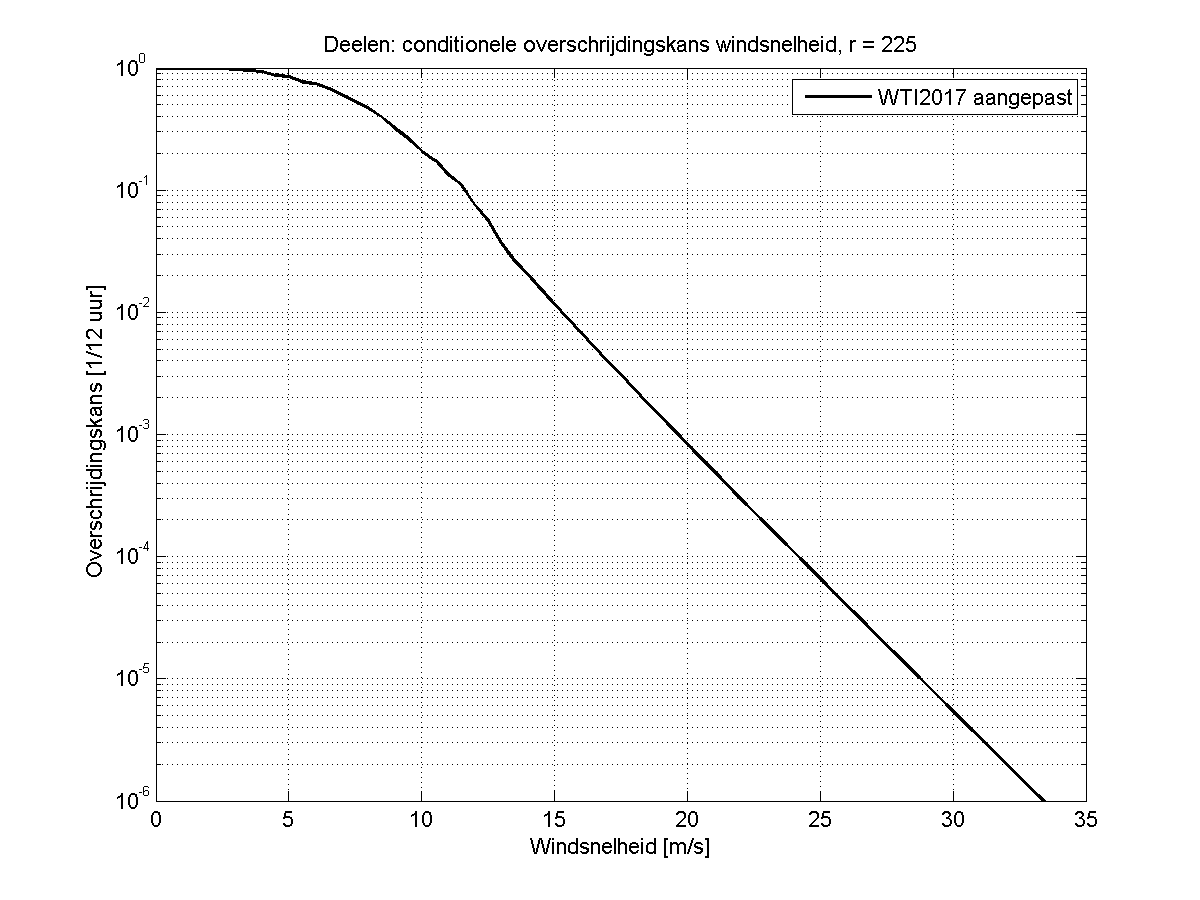 Deelen: conditionele overschrijdingskans windsnelheid, r = 225
WTI2017 aangepast
Overschrijdingskans [1/12 uur]
10^0
10^-1
10^-2
10^-3
10^-4
10^-5
10^-6
0 5 10 15 20 25 30 35
Windsnelheid [m/s]